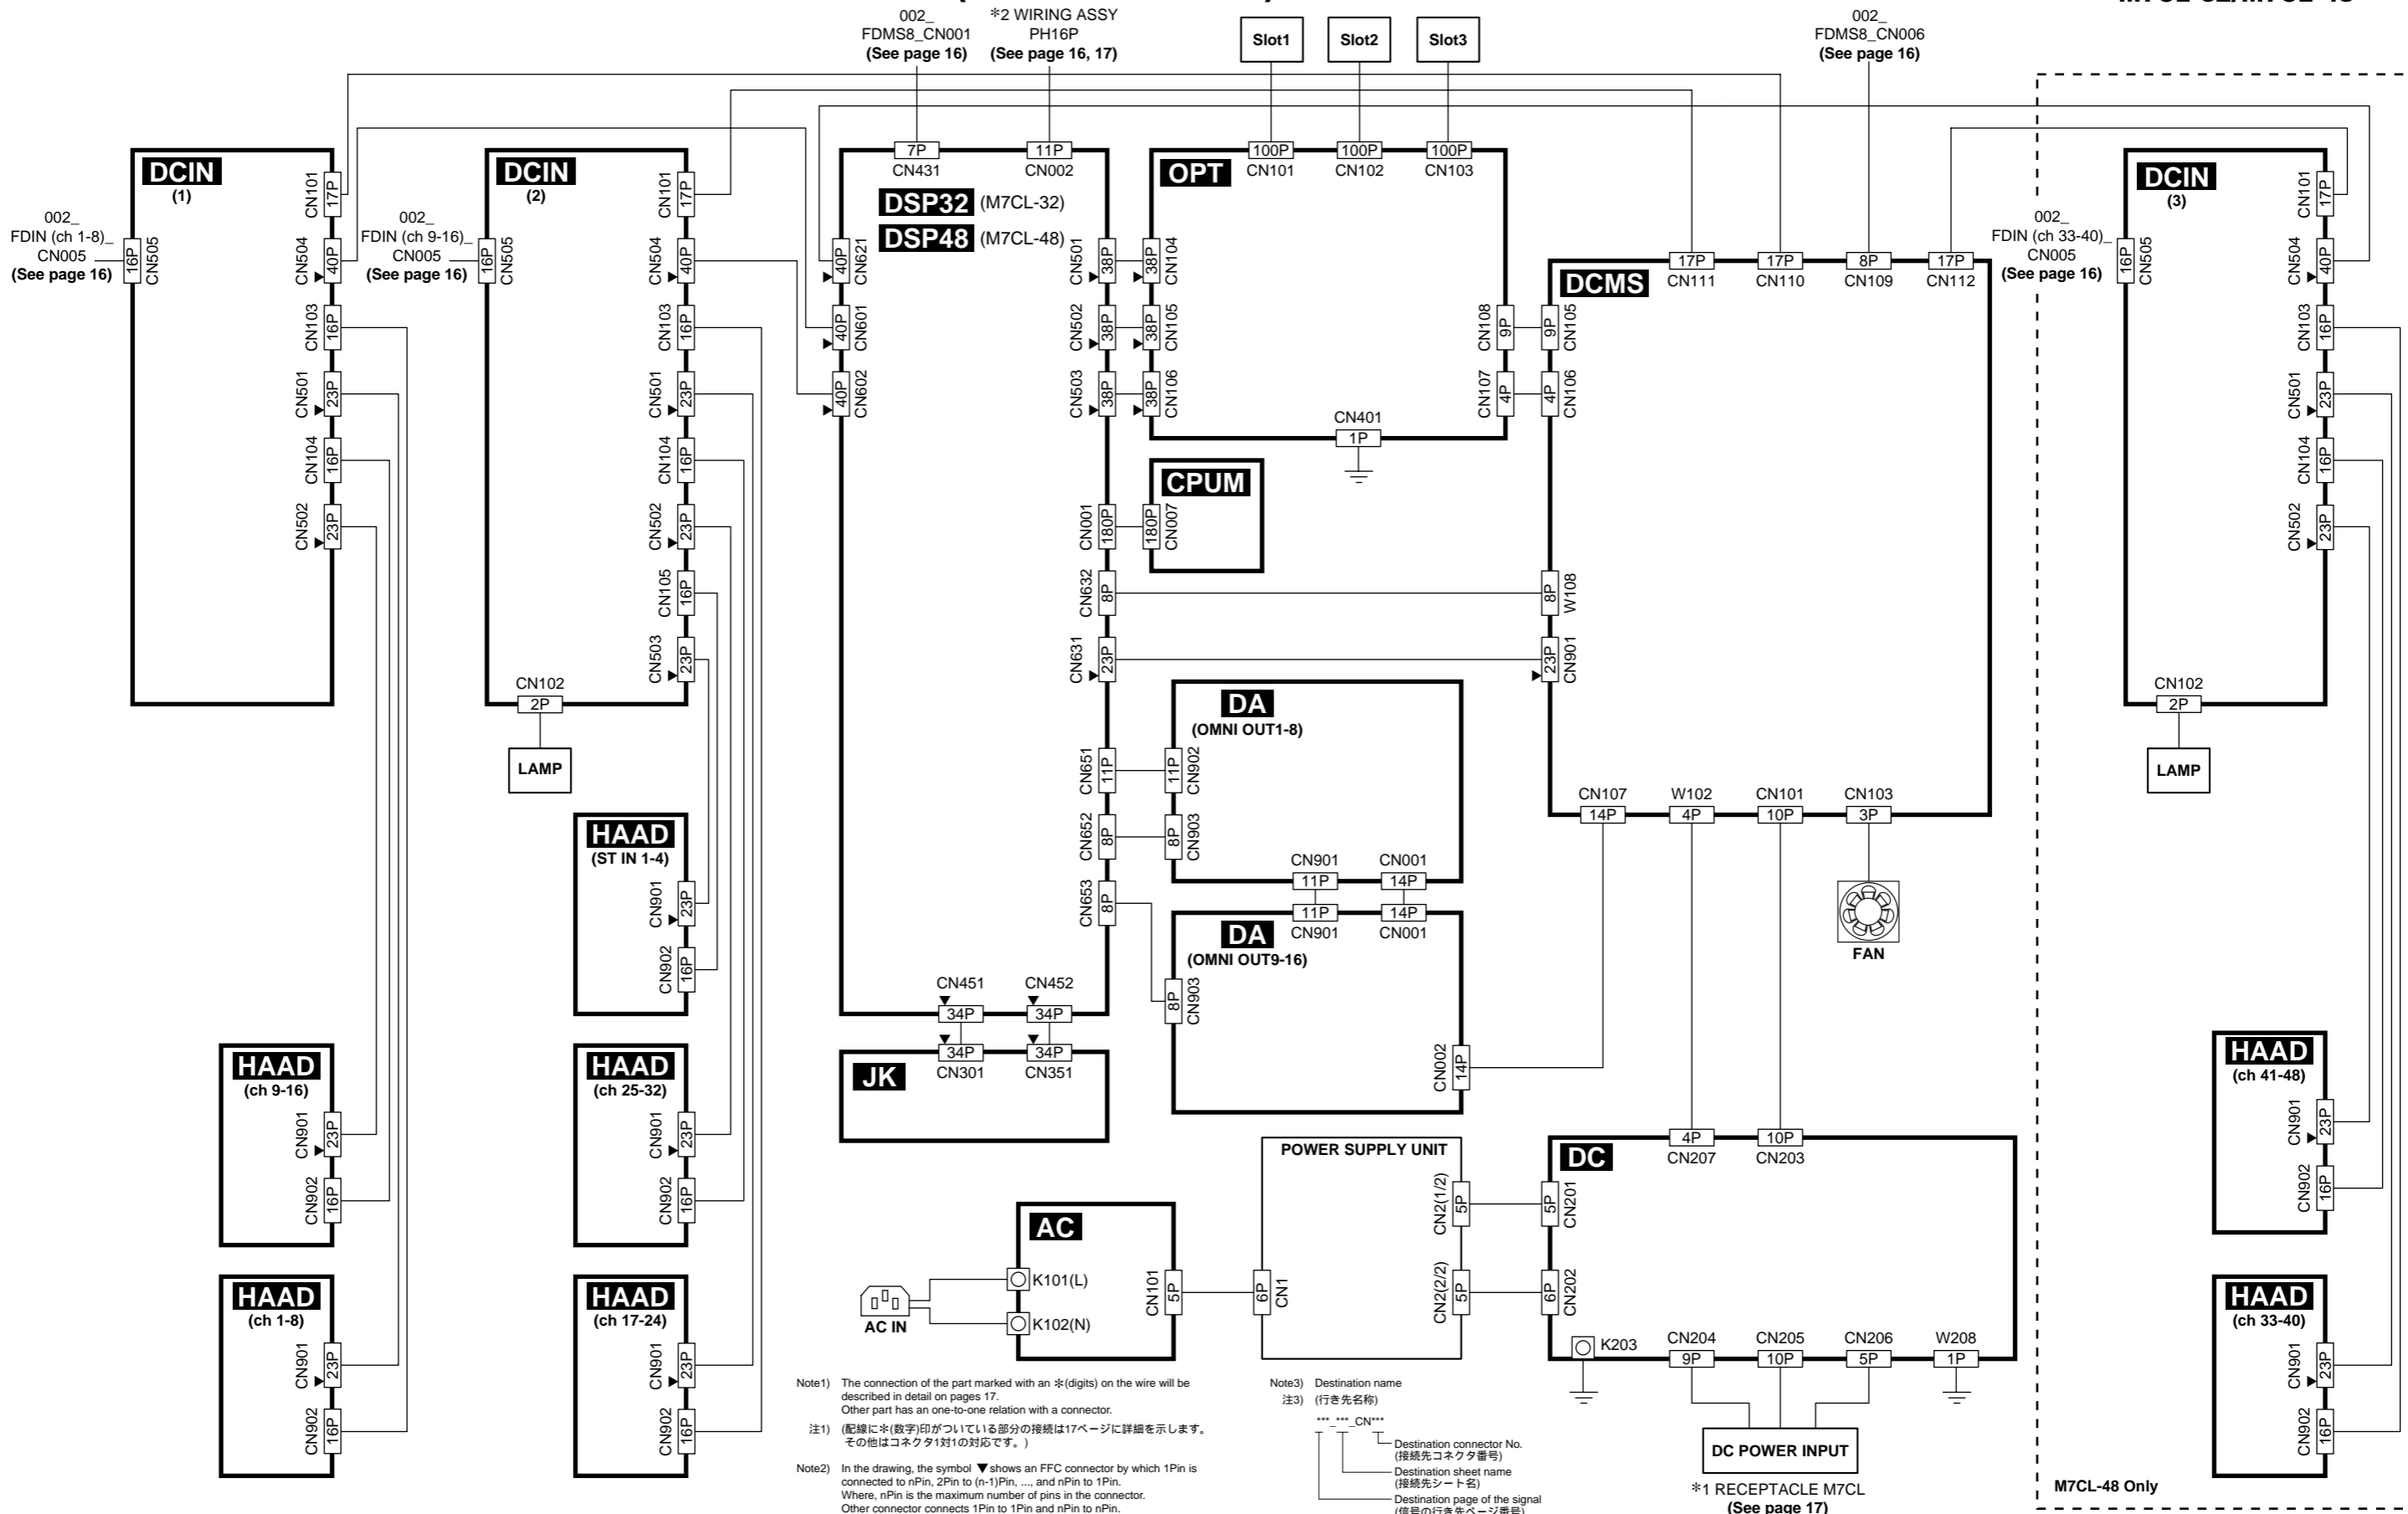 002_
FDMS8_CN001
(See page 16)
*2 WIRING ASSY
PH16P
(See page 16, 17)
Slot1
Slot2
Slot3
002_
FDMS8_CN006
(See page 16)
DCIN
(1)
002_
FDIN (ch 1-8)_
CN005
(See page 16)
16P
CN505
CN101
17P
CN504
40P
CN103
16P
CN501
23P
CN104
16P
CN502
23P
DCIN
(2)
002_
FDIN (ch 9-16)_
CN005
(See page 16)
16P
CN505
CN101
17P
CN504
40P
CN103
16P
CN501
23P
CN104
16P
CN502
23P
CN105
16P
CN503
23P
CN102
2P
LAMP
7P
CN431
11P
CN002
DSP32 (M7CL-32)
DSP48 (M7CL-48)
40P
CN621
40P
CN601
40P
CN602
CN501
38P
CN502
38P
CN503
38P
CN001
180P
CN632
8P
CN631
23P
CN651
11P
CN652
8P
CN653
8P
CN451
34P
CN452
34P
34P
CN301
34P
CN351
JK
OPT
100P
CN101
100P
CN102
100P
CN103
38P
CN104
38P
CN105
38P
CN106
CN108
9P
CN107
4P
CN401
1P
CPUM
180P
CN007
DCMS
17P
CN111
17P
CN110
8P
CN109
17P
CN112
9P
CN105
4P
CN106
8P
W108
23P
CN901
CN107
14P
W102
4P
CN101
10P
CN103
3P
FAN
DA
(OMNI OUT1-8)
11P
CN902
8P
CN903
CN901
11P
CN001
14P
11P
CN901
14P
CN001
DA
(OMNI OUT9-16)
8P
CN903
CN002
14P
HAAD
(ST IN 1-4)
CN901
23P
CN902
16P
HAAD
(ch 9-16)
CN901
23P
CN902
16P
HAAD
(ch 25-32)
CN901
23P
CN902
16P
HAAD
(ch 1-8)
CN901
23P
CN902
16P
HAAD
(ch 17-24)
CN901
23P
CN902
16P
AC IN
AC
K101(L)
K102(N)
CN101
5P
POWER SUPPLY UNIT
6P
CN1
CN2(1/2)
5P
CN2(2/2)
5P
DC
4P
CN207
10P
CN203
5P
CN201
6P
CN202
K203
CN204
9P
CN205
10P
CN206
5P
W208
1P
DC POWER INPUT
*1 RECEPTACLE M7CL
(See page 17)
DCIN
(3)
002_
FDIN (ch 33-40)_
CN005
(See page 16)
16P
CN505
CN101
17P
CN504
40P
CN103
16P
CN501
23P
CN104
16P
CN502
23P
CN102
2P
LAMP
HAAD
(ch 41-48)
CN901
23P
CN902
16P
HAAD
(ch 33-40)
CN901
23P
CN902
16P
M7CL-48 Only
Note1) The connection of the part marked with an *(digits) on the wire will be
described in detail on pages 17.
Other part has an one-to-one relation with a connector.
注1) (配線に*(数字)印がついている部分の接続は17ページに詳細を示します。
その他はコネクタ1対1の対応です。)
Note2) In the drawing, the symbol ▼ shows an FFC connector by which 1Pin is
connected to nPin, 2Pin to (n-1)Pin, ..., and nPin to 1Pin.
Where, nPin is the maximum number of pins in the connector.
Other connector connects 1Pin to 1Pin and nPin to nPin.
Note3) Destination name
注3) (行き先名称)
***_***_CN***
Destination connector No.
(接続先コネクタ番号)
Destination sheet name
(接続先シート名)
Destination page of the signal
(信号の行き先ページ番号)